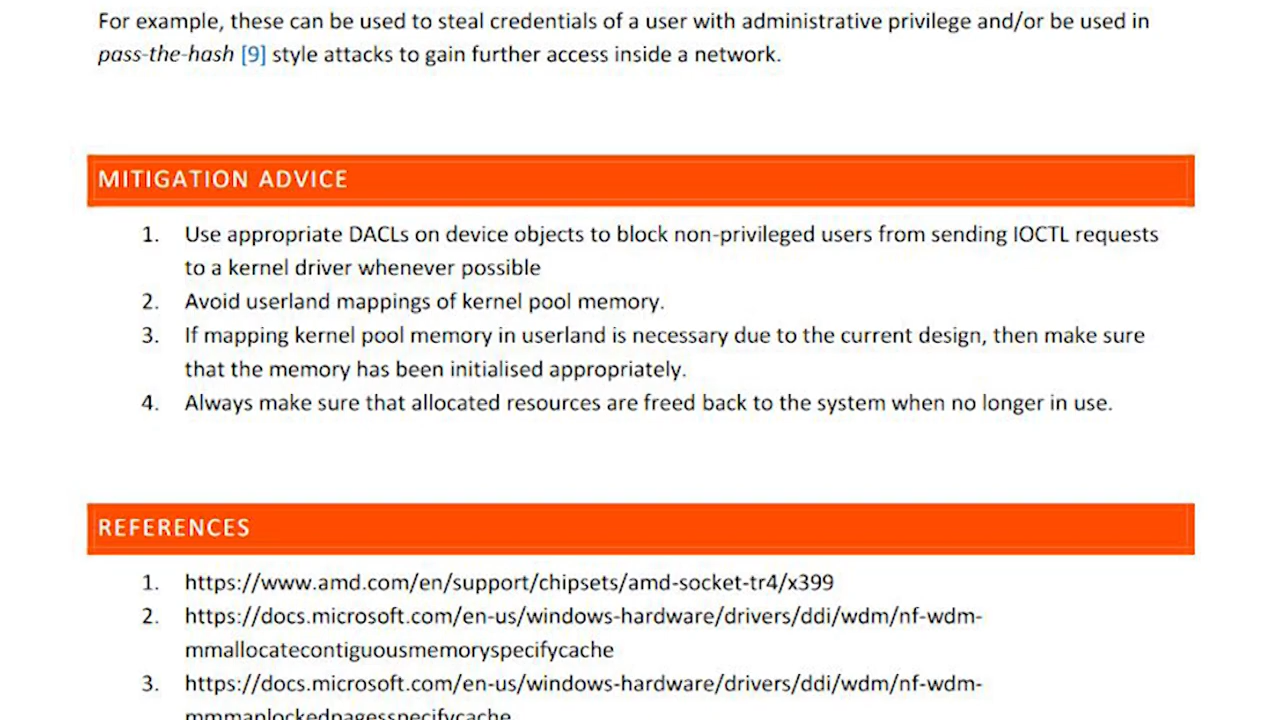 For example, these can be used to steal credentials of a user with administrative privilege and/or be used in
pass-the-hash [9] style attacks to gain further access inside a network.
MITIGATION ADVICE
1. Use appropriate DACLs on device objects to block non-privileged users from sending IOCTL requests
to a kernel driver whenever possible
2. Avoid userland mappings of kernel pool memory.
3. If mapping kernel pool memory in userland is necessary due to the current design, then make sure
that the memory has been initialised appropriately.
4. Always make sure that allocated resources are freed back to the system when no longer in use.
REFERENCES
1. https://www.amd.com/en/support/chipsets/amd-socket-tr4/x399
2. https://docs.microsoft.com/en-us/windows-hardware/drivers/ddi/wdm/nf-wdm-
mmallocatecontiguousmemoryspecifycache
3. https://docs.microsoft.com/en-us/windows-hardware/drivers/ddi/wdm/nf-wdm-
mmmaplockedpagesspecifycache